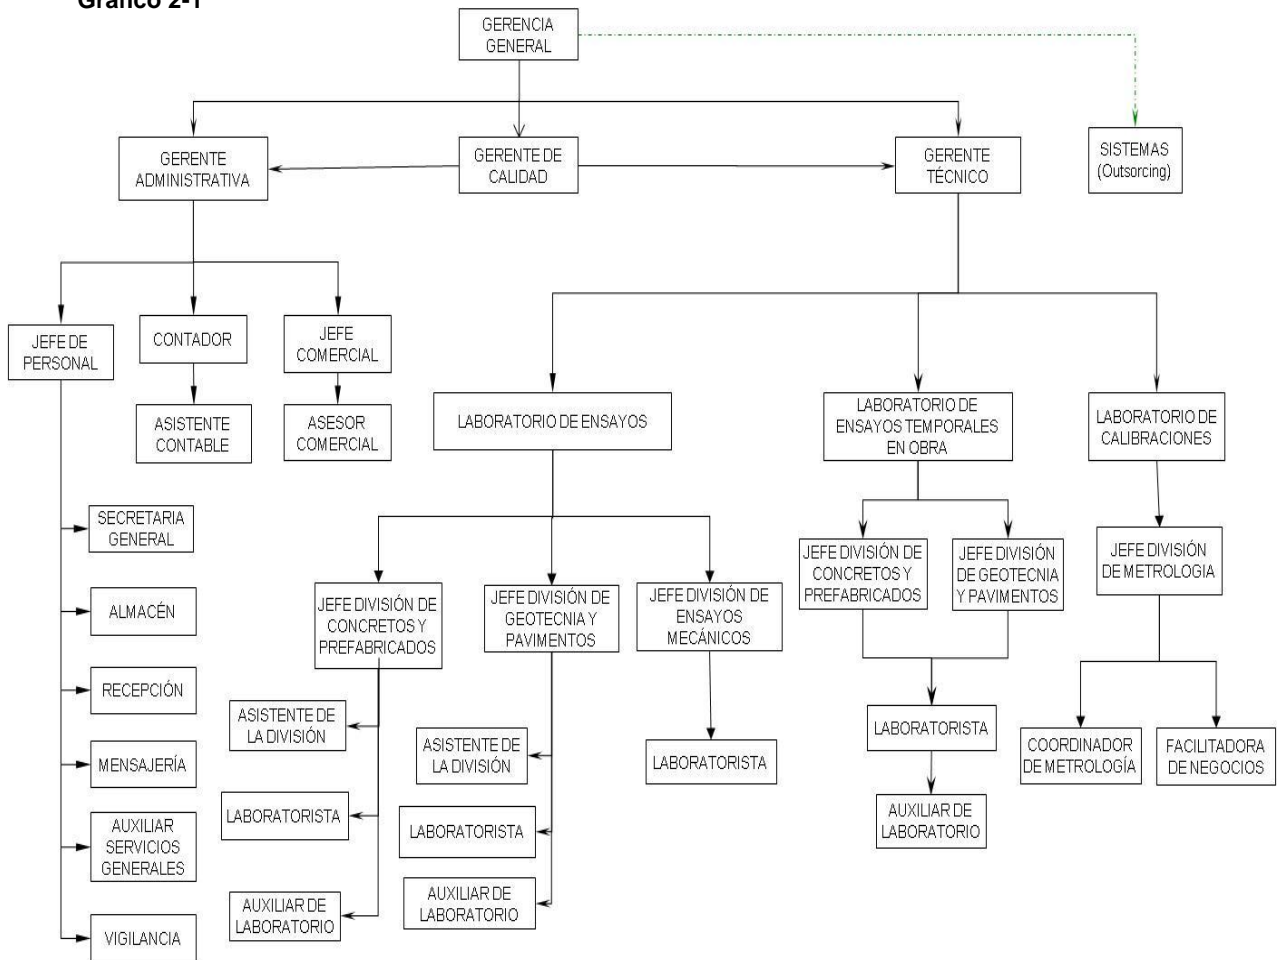 Gráfico 2-1
GERENCIA
GENERAL
GERENTE
ADMINISTRATIVA
GERENTE DE
CALIDAD
GERENTE
TÉCNICO
SISTEMAS
(Outsorcing)
JEFE DE
PERSONAL
CONTADOR
JEFE
COMERCIAL
ASISTENTE
CONTABLE
ASESOR
COMERCIAL
LABORATORIO DE ENSAYOS
LABORATORIO DE
ENSAYOS TEMPORALES
EN OBRA
LABORATORIO DE
CALIBRACIONES
SECRETARIA
GENERAL
ALMACÉN
RECEPCIÓN
MENSAJERÍA
AUXILIAR
SERVICIOS
GENERALES
VIGILANCIA
JEFE DIVISIÓN DE
CONCRETOS Y
PREFABRICADOS
JEFE DIVISIÓN DE
GEOTECNIA Y
PAVIMENTOS
JEFE DIVISIÓN DE
ENSAYOS
MECÁNICOS
JEFE DIVISIÓN DE
CONCRETOS Y
PREFABRICADOS
JEFE DIVISIÓN
DE GEOTECNIA
Y PAVIMENTOS
JEFE DIVISIÓN
DE METROLOGIA
ASISTENTE DE
LA DIVISIÓN
LABORATORISTA
AUXILIAR DE
LABORATORIO
ASISTENTE DE
LA DIVISIÓN
LABORATORISTA
AUXILIAR DE
LABORATORIO
LABORATORISTA
LABORATORISTA
AUXILIAR DE
LABORATORIO
COORDINADOR
DE METROLOGÍA
FACILITADORA
DE NEGOCIOS